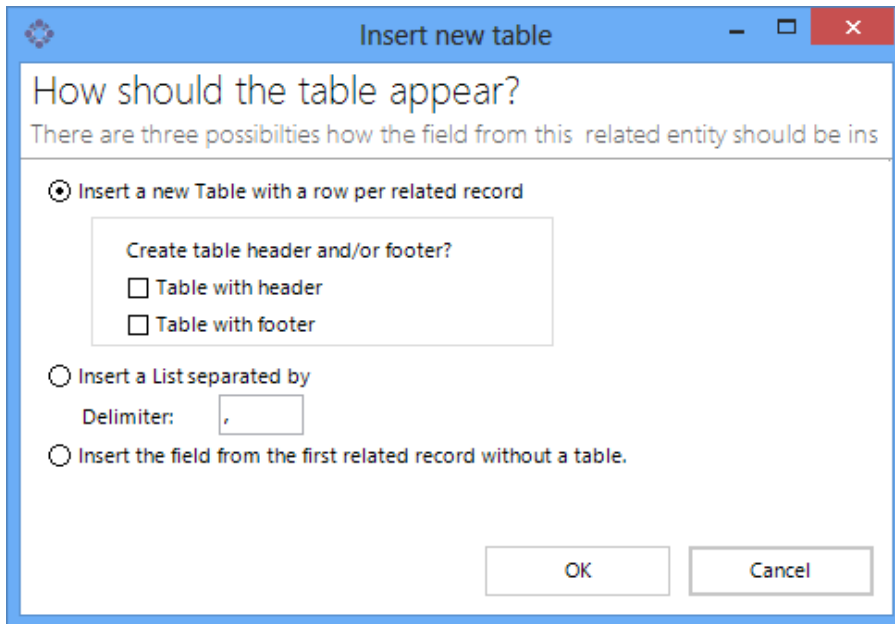 Insert new table
How should the table appear?
There are three possibilties how the field from this related entity should be ins
Insert a new Table with a row per related record
Create table header and/or footer?
Table with header
Table with footer
Insert a List separated by
Delimiter: ,
Insert the field from the first related record without a table.
OK Cancel